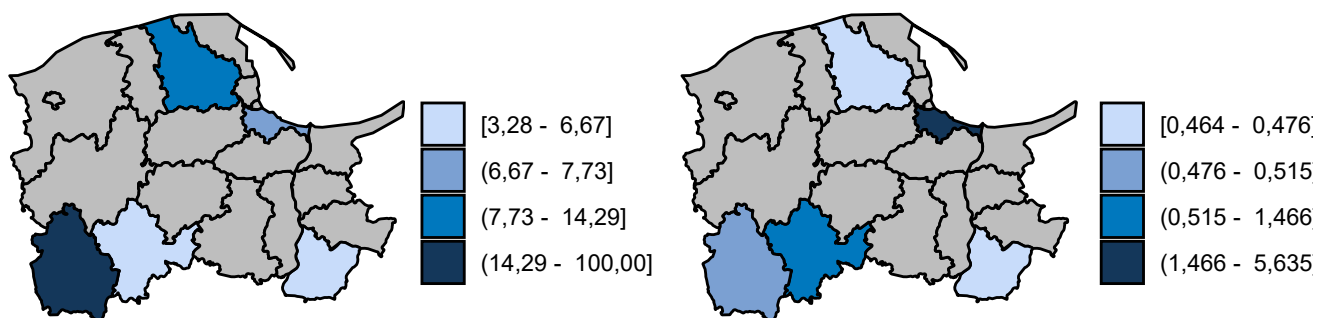 [3,28 - 6,67]
(6,67 - 7,73]
(7,73 - 14,29]
(14,29 - 100,00]
[0,464 - 0,476]
(0,476 - 0,515]
(0,515 - 1,466]
(1,466 - 5,635]